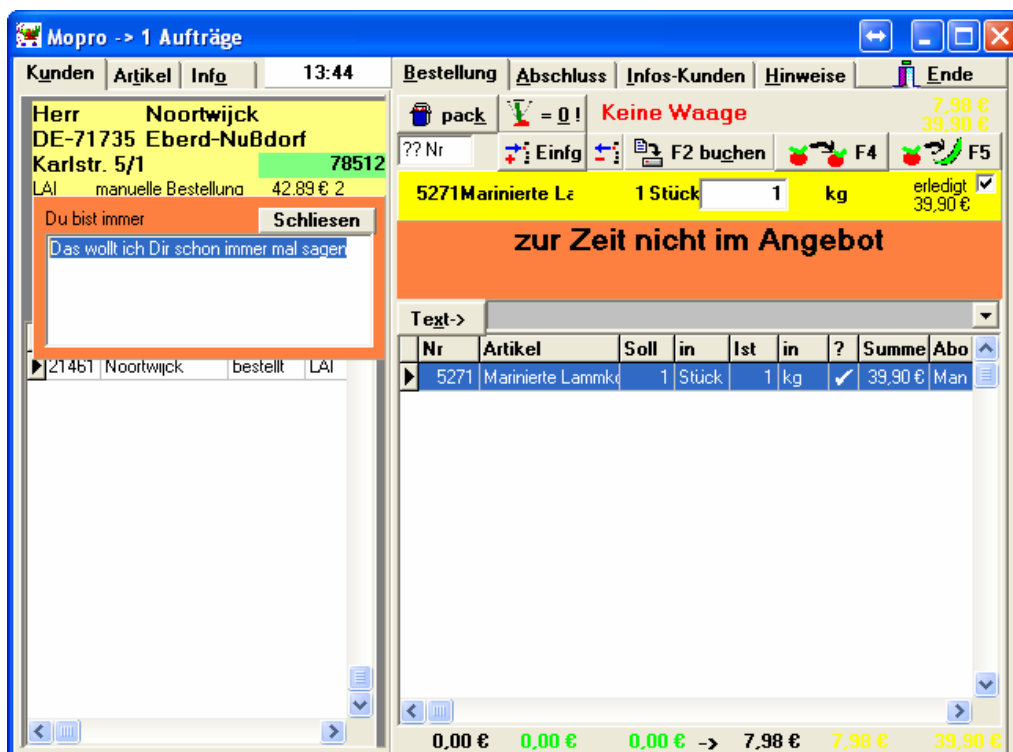 Mopro -> 1 Aufträge
Kunden Artikel Info 13:44
Bestellung Abschluss Infos-Kunden Hinweise Ende
Herr Noortwijck
DE-71735 Eberd-Nußdorf
Karlstr. 5/1 78512
LAI manuelle Bestellung 42.89 € 2
Du bist immer Schliesen
Das wollt ich Dir schon immer mal sagen
21461 Noortwijck bestellt LAI
pack = 0 ! Keine Waage 7,98 €
39,90 €
?? Nr Einfg F2 buchen F4 F5
5271 Marinierte La 1 Stück 1 kg erledigt
39,90 €
zur Zeit nicht im Angebot
Text->
Nr Artikel Soll in Ist in ? Summe Abo
5271 Marinierte Lammko 1 Stück 1 kg 39,90 € Man
0,00 € 0,00 € 0,00 € -> 7,98 € 7,98 € 39,90 €